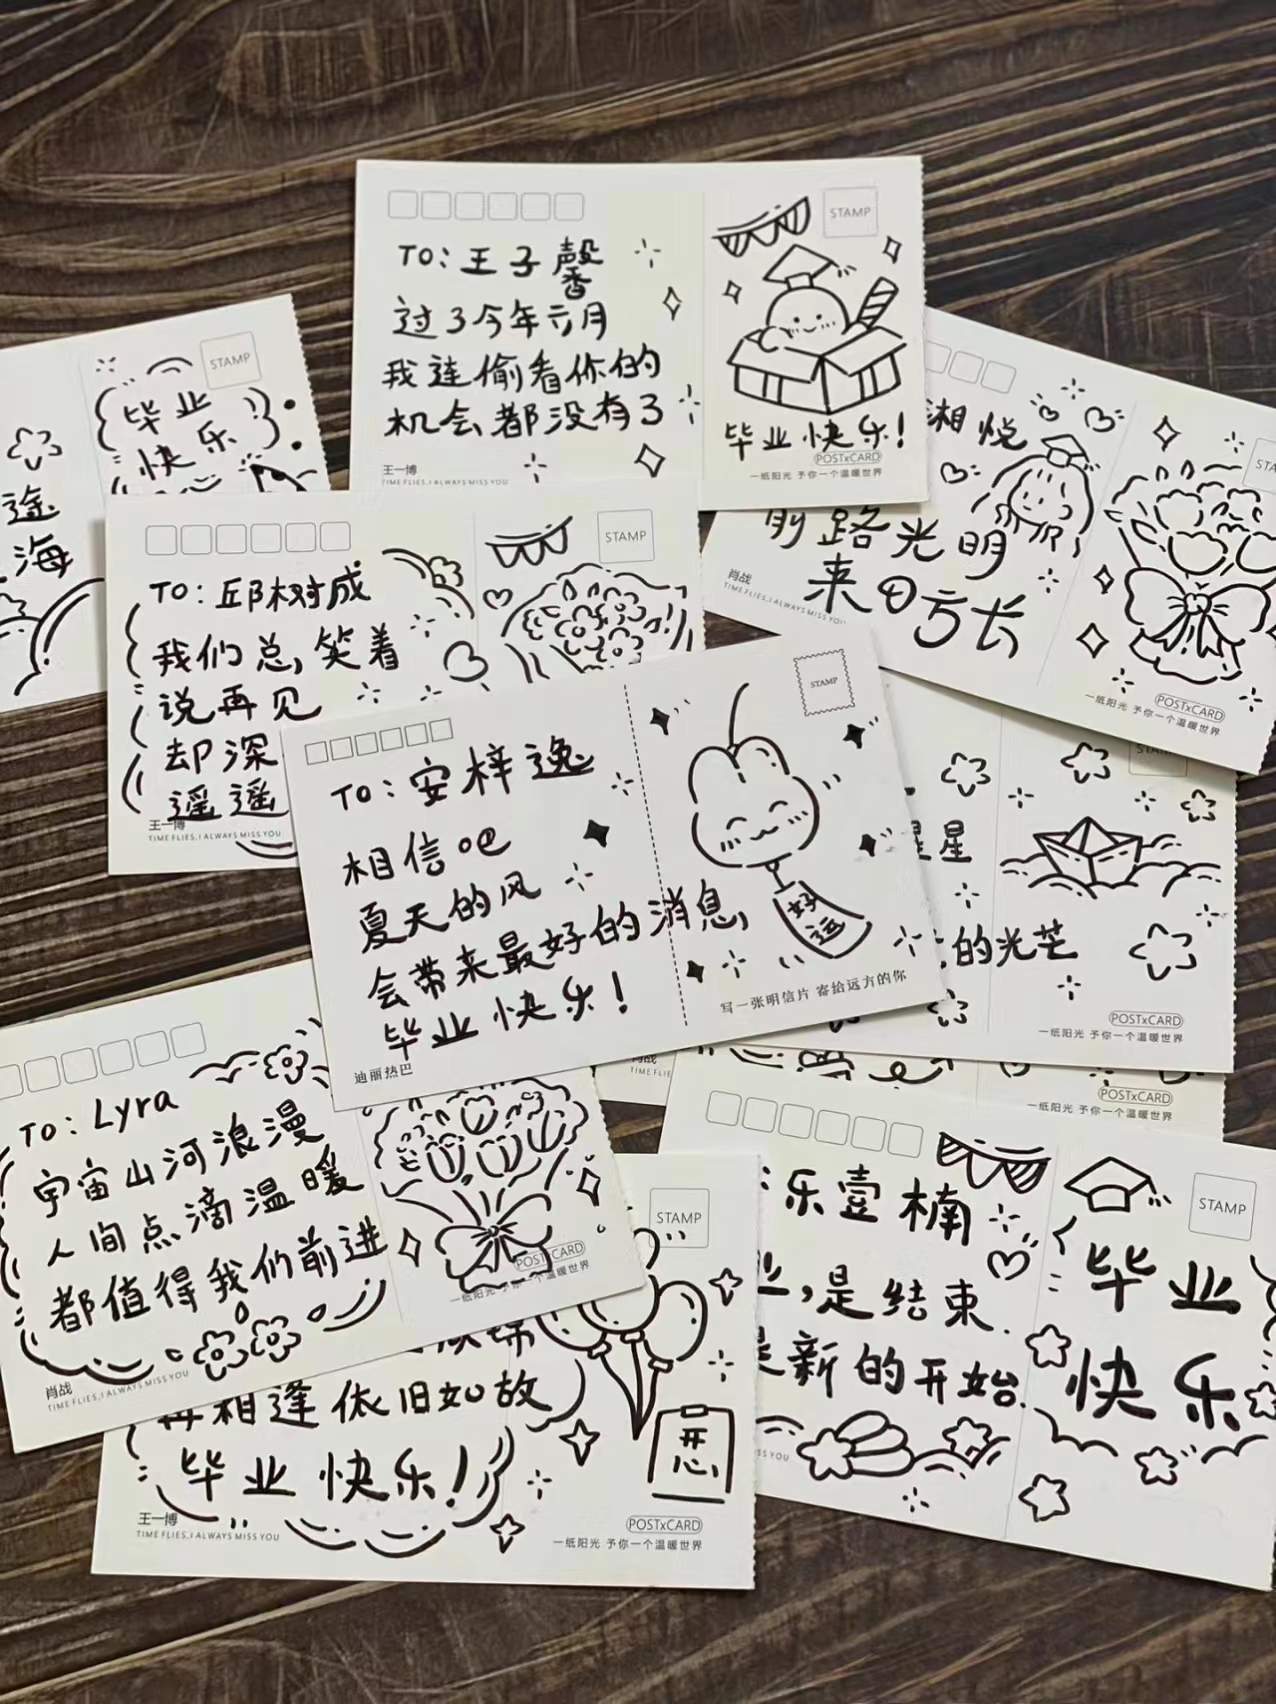 TO: 王子馨
过了今年六月
我连偷看你的
机会都没有了
王一博
TIME FLIES, I ALWAYS MISS YOU
STAMP
毕业快乐!
POSTxCARD
一纸阳光 予你一个温暖世界
STAMP
毕业
快乐
途
海
湘悦
前路光明
来日方长
肖战
TIME FLIES, I ALWAYS MISS YOU
STA
POSTxCARD
一纸阳光 予你一个温暖世界
TO: 邱树成
我们总,笑着
说再见
却深
遥遥
王一博
TIME FLIES, I ALWAYS MISS YOU
STAMP
TO: 安梓逸
相信吧
夏天的风
会带来最好的消息,
毕业快乐!
迪丽热巴
STAMP
好运
写一张明信片 寄给远方的你
星星
的光芒
POSTxCARD
一纸阳光 予你一个温暖世界
肖战
TIME FLIE
POSTxCARD
一纸阳光 予你一个温暖世界
TO: Lyra
宇宙山河浪漫
人间点滴温暖
都值得我们前进
肖战
TIME FLIES, I ALWAYS MISS YOU
POSTxCARD
一纸阳光 予你一个温暖世界
: 乐壹楠
业,是结束.
是新的开始.
SS YOU
STAMP
毕业
快乐
STAMP
再相逢依旧如故
毕业快乐!
王一博
TIME FLIES, I ALWAYS MISS YOU
开心
POSTxCARD
一纸阳光 予你一个温暖世界